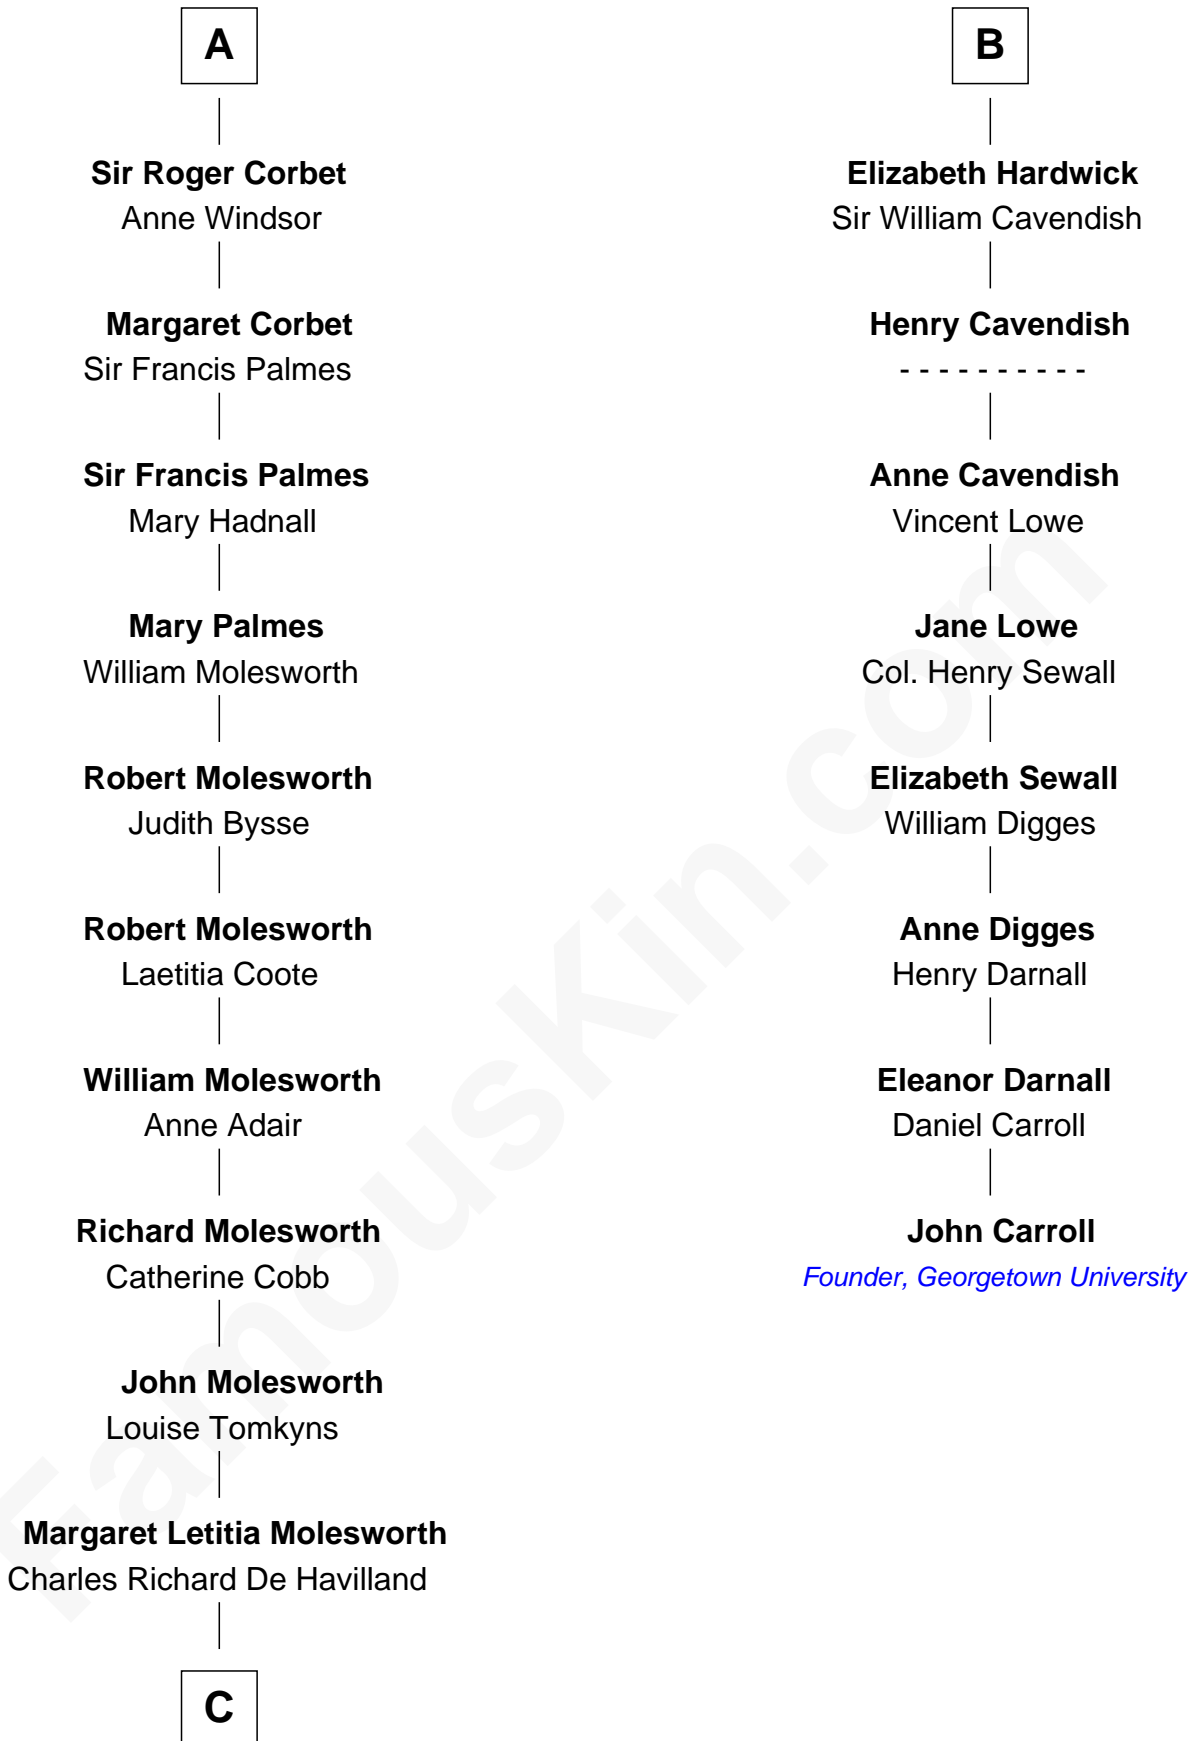 A
Sir Roger Corbet
Anne Windsor
Margaret Corbet
Sir Francis Palmes
Sir Francis Palmes
Mary Hadnall
Mary Palmes
William Molesworth
Robert Molesworth
Judith Bysse
Robert Molesworth
Laetitia Coote
William Molesworth
Anne Adair
Richard Molesworth
Catherine Cobb
John Molesworth
Louise Tomkyns
Margaret Letitia Molesworth
Charles Richard De Havilland
C
B
Elizabeth Hardwick
Sir William Cavendish
Henry Cavendish
- - - - - - - - - -
Anne Cavendish
Vincent Lowe
Jane Lowe
Col. Henry Sewall
Elizabeth Sewall
William Digges
Anne Digges
Henry Darnall
Eleanor Darnall
Daniel Carroll
John Carroll
Founder, Georgetown University
FamousKin.com